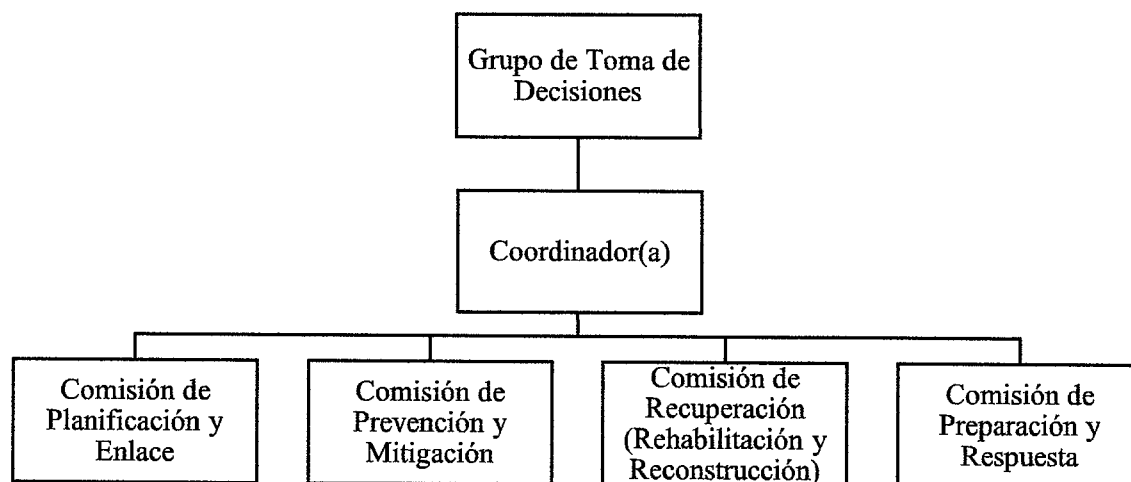 Grupo de Toma de
Decisiones
Coordinador(a)
Comisión de
Planificación y
Enlace
Comisión de
Prevención y
Mitigación
Comisión de
Recuperación
(Rehabilitación y
Reconstrucción)
Comisión de
Preparación y
Respuesta